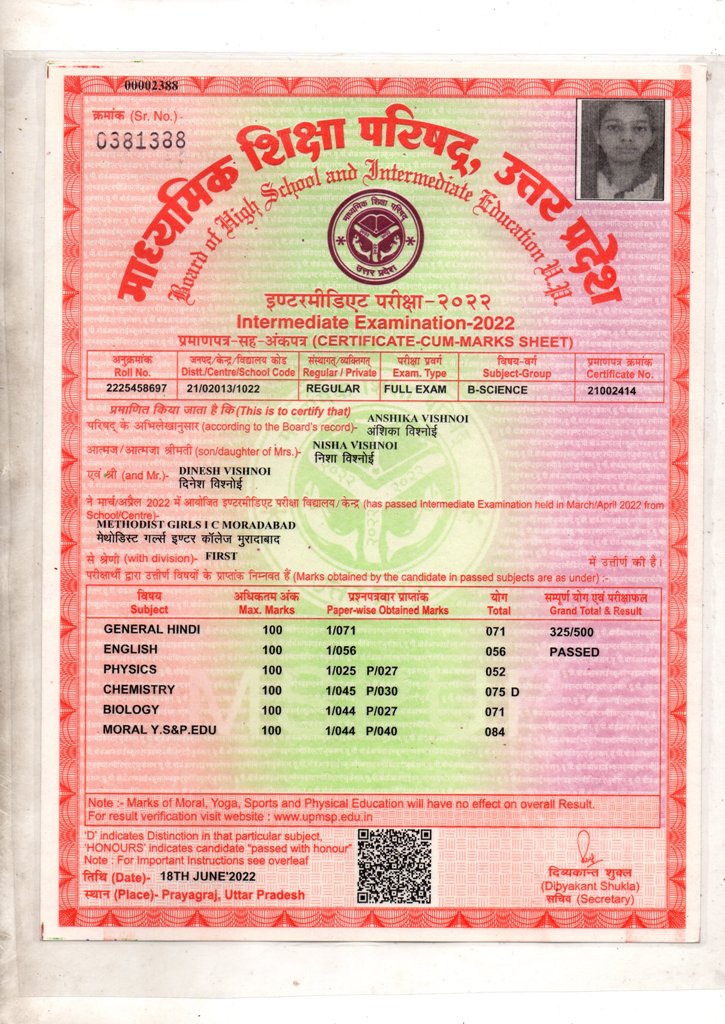 00002388
क्रमांक (Sr. No.) -
0381388
माध्यमिक शिक्षा परिषद्, उत्तर प्रदेश
Board of High School and Intermediate Education U.P.
माध्यमिक शिक्षा परिषद
उत्तर प्रदेश
इण्टरमीडिएट परीक्षा-२०२२
Intermediate Examination-2022
प्रमाणपत्र-सह-अंकपत्र (CERTIFICATE-CUM-MARKS SHEET)
अनुक्रमांक जनपद/केन्द्र/विद्यालय कोड संस्थागत/व्यक्तिगत परीक्षा प्रवर्ग विषय-वर्ग प्रमाणपत्र क्रमांक
Roll No. Distt./Centre/School Code Regular / Private Exam. Type Subject-Group Certificate No.
2225458697 21/02013/1022 REGULAR FULL EXAM B-SCIENCE 21002414
प्रमाणित किया जाता है कि (This is to certify that)
परिषद् के अभिलेखानुसार (according to the Board's record)- ANSHIKA VISHNOI
अंशिका विश्नोई
आत्मज/आत्मजा श्रीमती (son/daughter of Mrs.)- NISHA VISHNOI
निशा विश्नोई
एवं श्री (and Mr.)- DINESH VISHNOI
दिनेश विश्नोई
ने मार्च/अप्रैल 2022 में आयोजित इण्टरमीडिएट परीक्षा विद्यालय/केन्द्र (has passed Intermediate Examination held in March/April 2022 from
School/Centre)-
METHODIST GIRLS I C MORADABAD
मेथोडिस्ट गर्ल्स इण्टर कॉलेज मुरादाबाद
से श्रेणी (with division)- FIRST में उत्तीर्ण की है।
परीक्षार्थी द्वारा उत्तीर्ण विषयों के प्राप्तांक निम्नवत हैं (Marks obtained by the candidate in passed subjects are as under) :-
विषय अधिकतम अंक प्रश्नपत्रवार प्राप्तांक योग सम्पूर्ण योग एवं परीक्षाफल
Subject Max. Marks Paper-wise Obtained Marks Total Grand Total & Result
GENERAL HINDI 100 1/071 071 325/500
ENGLISH 100 1/056 056 PASSED
PHYSICS 100 1/025 P/027 052
CHEMISTRY 100 1/045 P/030 075 D
BIOLOGY 100 1/044 P/027 071
MORAL Y.S&P.EDU 100 1/044 P/040 084
Note :- Marks of Moral, Yoga, Sports and Physical Education will have no effect on overall Result.
For result verification visit website : www.upmsp.edu.in
'D' indicates Distinction in that particular subject,
'HONOURS' indicates candidate "passed with honour"
Note : For Important Instructions see overleaf
तिथि (Date)- 18TH JUNE'2022
स्थान (Place)- Prayagraj, Uttar Pradesh
दिव्यकान्त शुक्ल
(Dibyakant Shukla)
सचिव (Secretary)